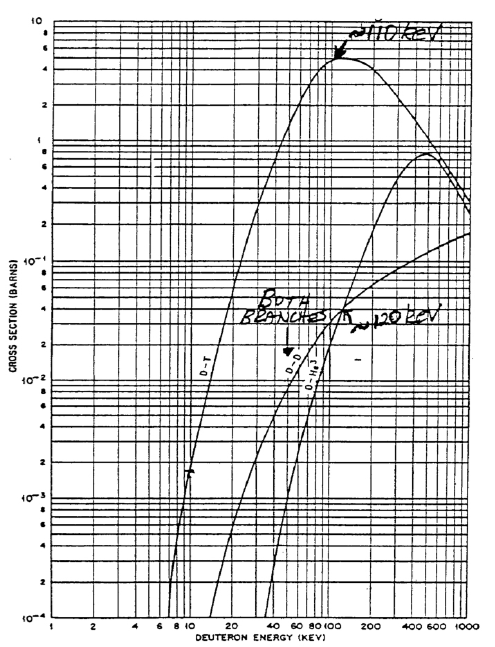 10
8
6
4
2
1
8
6
4
2
10⁻¹
8
6
4
2
10⁻²
8
6
4
2
10⁻³
8
6
4
2
10⁻⁴
CROSS SECTION (BARNS)
~110 keV
BOTH
BRANCHES
~120 keV
D-T
D-D
D-He3
1 2 4 6 8 10 20 40 60 80 100 200 400 600 1000
DEUTERON ENERGY (KEV)